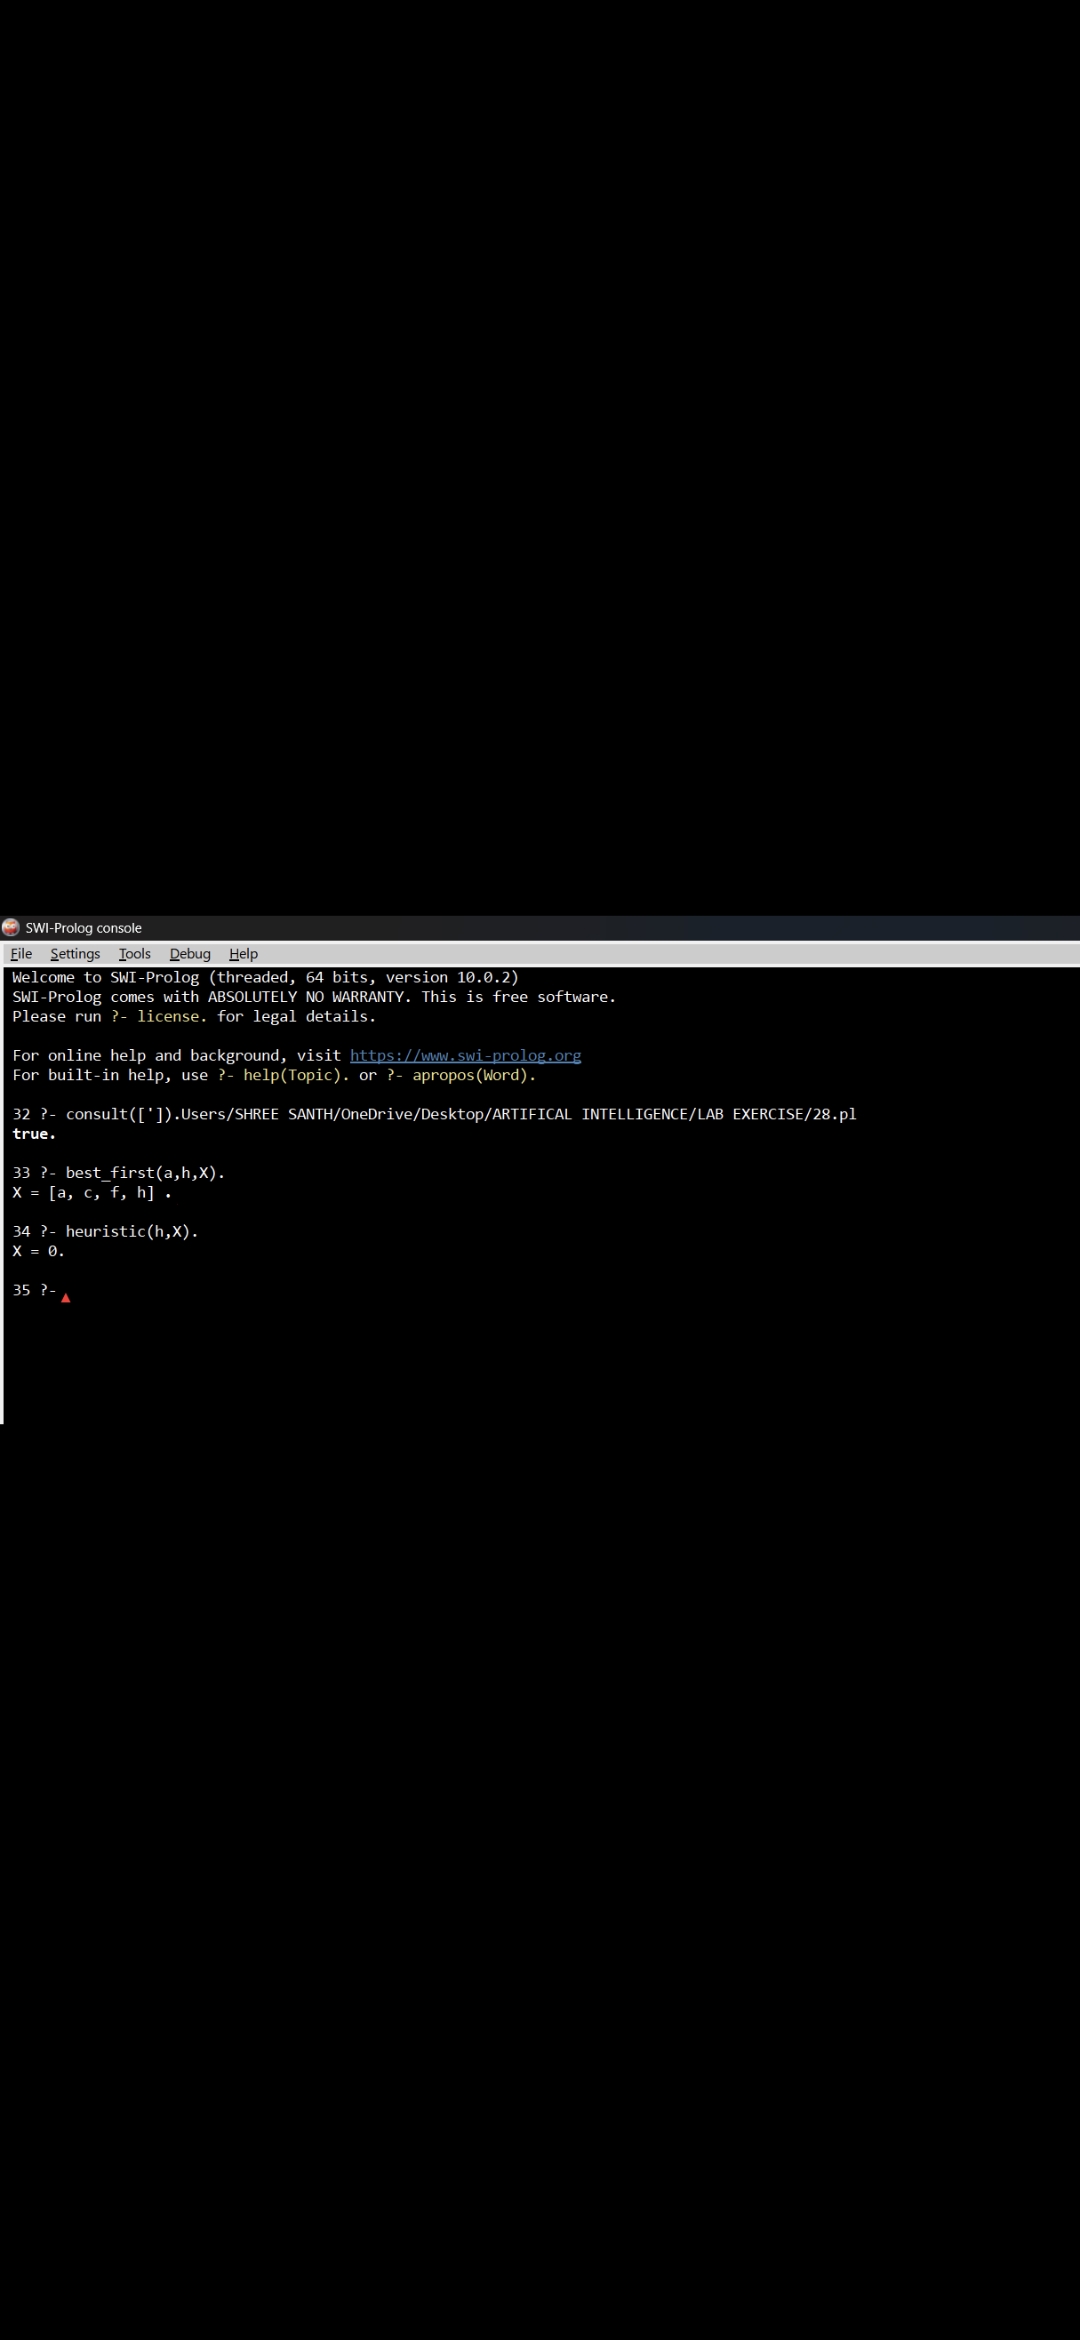 SWI-Prolog console
File Settings Tools Debug Help
Welcome to SWI-Prolog (threaded, 64 bits, version 10.0.2)
SWI-Prolog comes with ABSOLUTELY NO WARRANTY. This is free software.
Please run ?- license. for legal details.
For online help and background, visit https://www.swi-prolog.org
For built-in help, use ?- help(Topic). or ?- apropos(Word).
32 ?- consult([']).Users/SHREE SANTH/OneDrive/Desktop/ARTIFICAL INTELLIGENCE/LAB EXERCISE/28.pl
true.
33 ?- best_first(a,h,X).
X = [a, c, f, h] .
34 ?- heuristic(h,X).
X = 0.
35 ?-